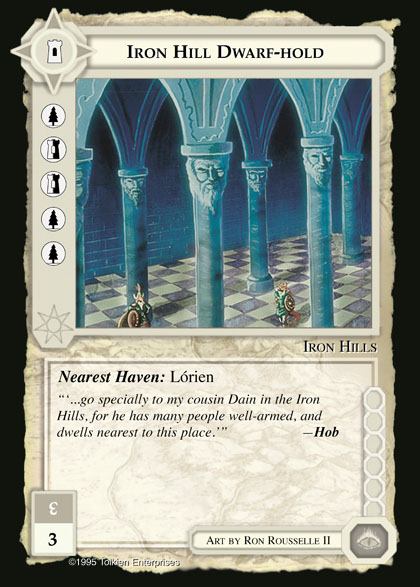 IRON HILL DWARF-HOLD
IRON HILLS
Nearest Haven: Lórien
“‘...go specially to my cousin Dain in the Iron
Hills, for he has many people well-armed, and
dwells nearest to this place.’” —Hob
3
ART BY RON ROUSSELLE II
©1995 Tolkien Enterprises